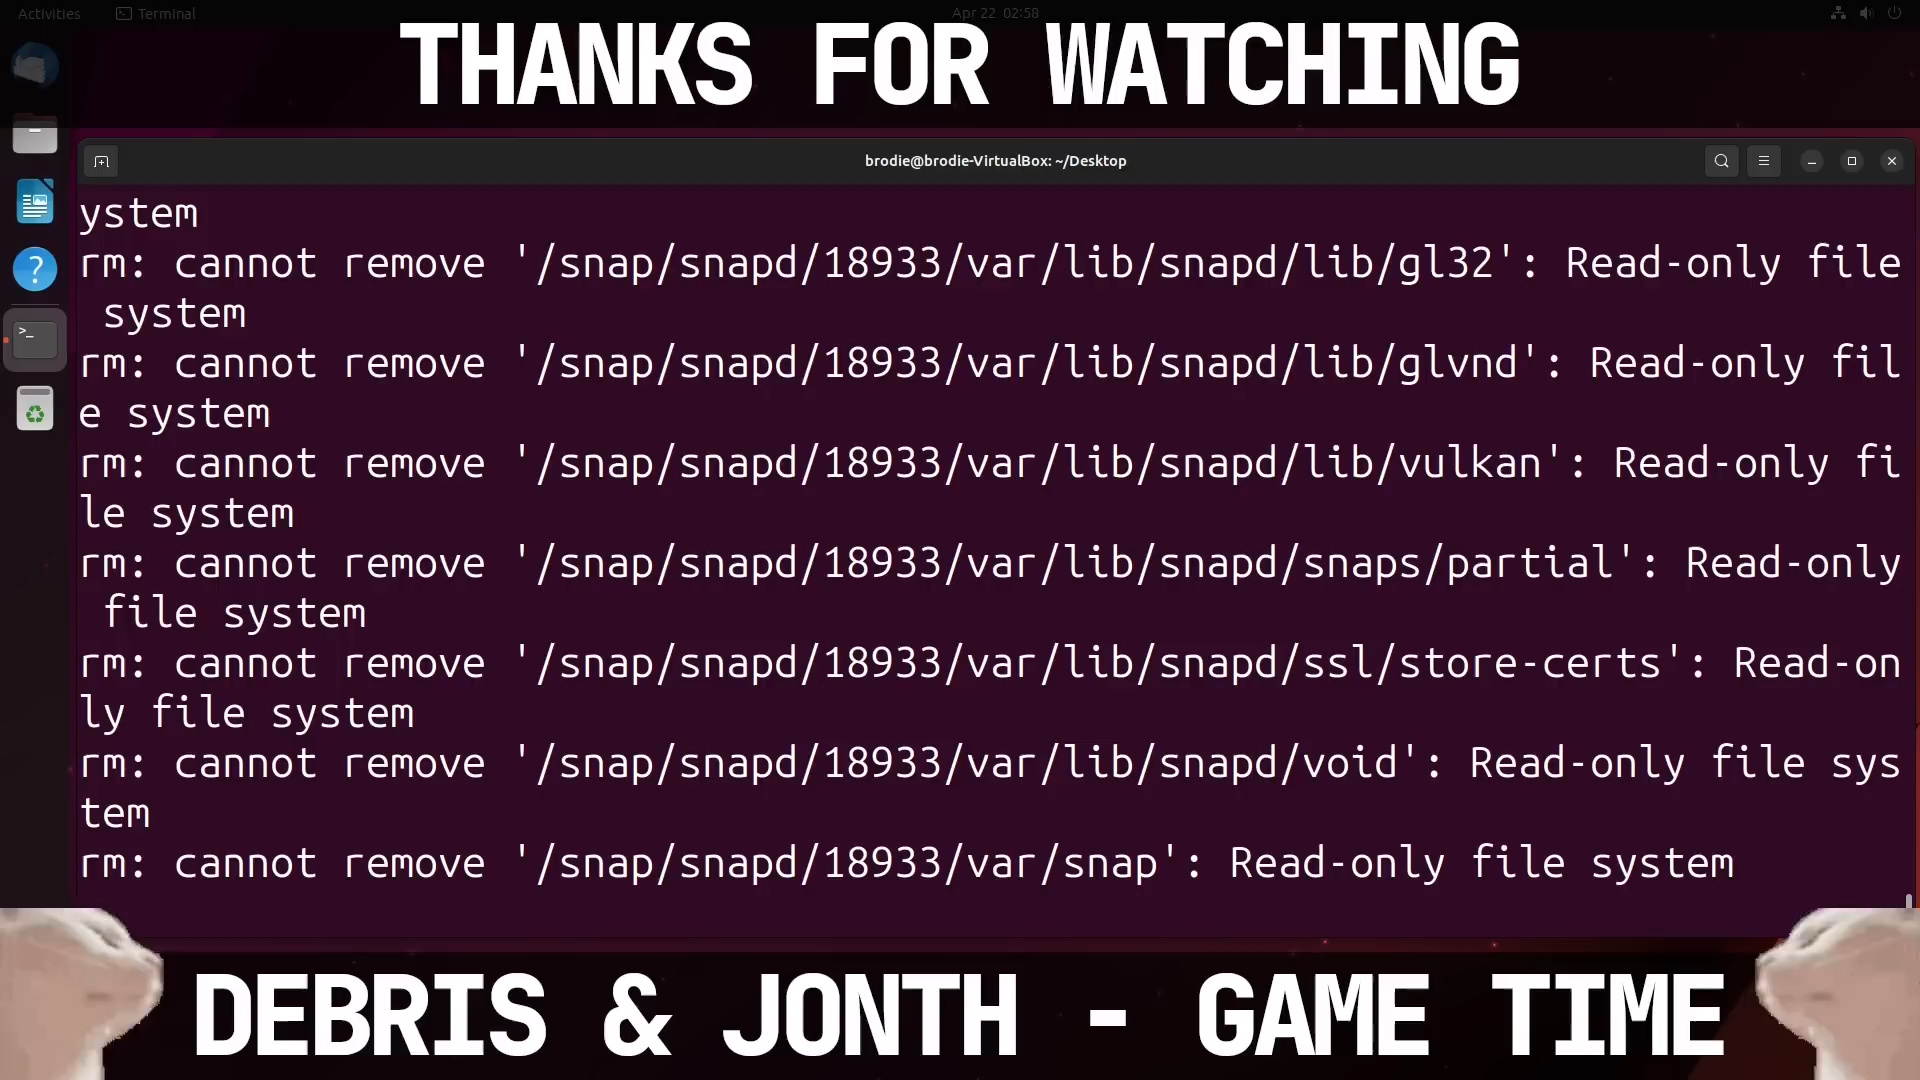 Activities Terminal Apr 22 02:58
THANKS FOR WATCHING
brodie@brodie-VirtualBox: ~/Desktop
ystem
rm: cannot remove '/snap/snapd/18933/var/lib/snapd/lib/gl32': Read-only file
 system
rm: cannot remove '/snap/snapd/18933/var/lib/snapd/lib/glvnd': Read-only fil
e system
rm: cannot remove '/snap/snapd/18933/var/lib/snapd/lib/vulkan': Read-only fi
le system
rm: cannot remove '/snap/snapd/18933/var/lib/snapd/snaps/partial': Read-only
 file system
rm: cannot remove '/snap/snapd/18933/var/lib/snapd/ssl/store-certs': Read-on
ly file system
rm: cannot remove '/snap/snapd/18933/var/lib/snapd/void': Read-only file sys
tem
rm: cannot remove '/snap/snapd/18933/var/snap': Read-only file system
DEBRIS & JONTH - GAME TIME